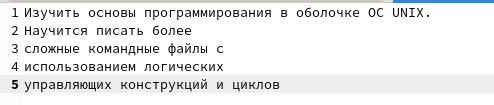 1 Изучить основы программирования в оболочке ОС UNIX.
2 Научится писать более
3 сложные командные файлы с
4 использованием логических
5 управляющих конструкций и циклов